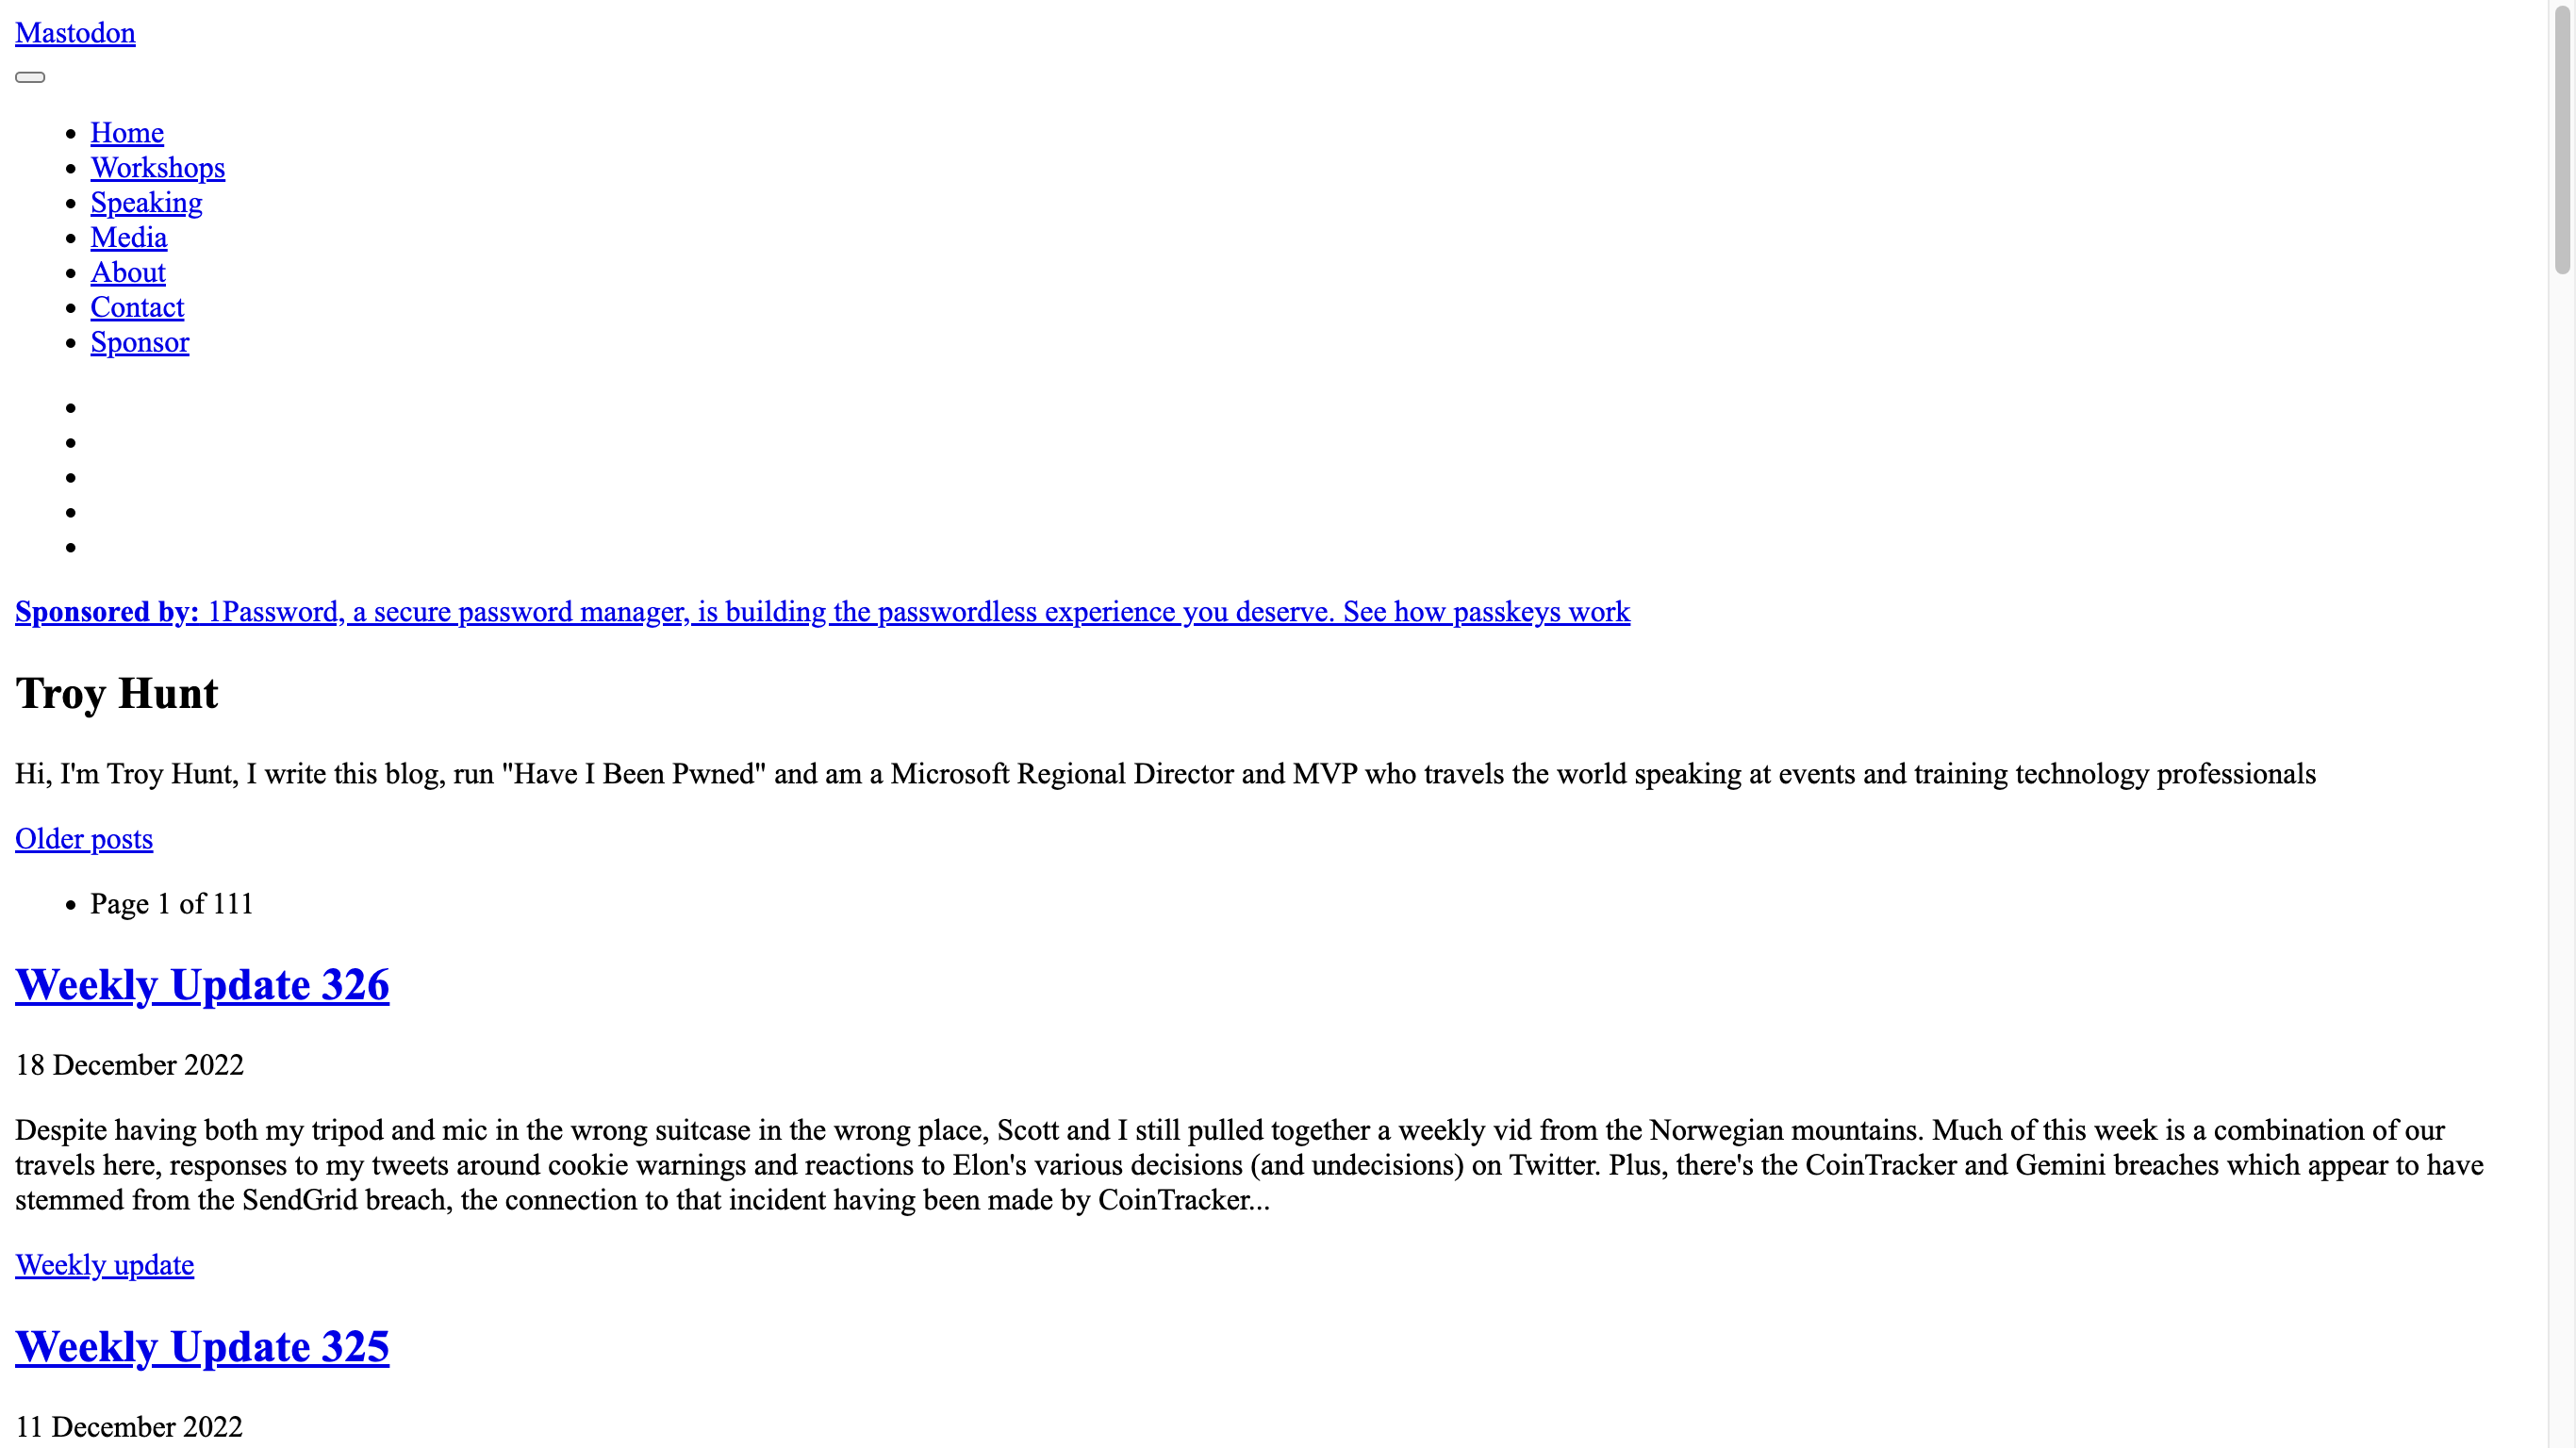 Mastodon
Home
Workshops
Speaking
Media
About
Contact
Sponsor
Sponsored by: 1Password, a secure password manager, is building the passwordless experience you deserve. See how passkeys work
Troy Hunt
Hi, I'm Troy Hunt, I write this blog, run "Have I Been Pwned" and am a Microsoft Regional Director and MVP who travels the world speaking at events and training technology professionals
Older posts
Page 1 of 111
Weekly Update 326
18 December 2022
Despite having both my tripod and mic in the wrong suitcase in the wrong place, Scott and I still pulled together a weekly vid from the Norwegian mountains. Much of this week is a combination of our
travels here, responses to my tweets around cookie warnings and reactions to Elon's various decisions (and undecisions) on Twitter. Plus, there's the CoinTracker and Gemini breaches which appear to have
stemmed from the SendGrid breach, the connection to that incident having been made by CoinTracker...
Weekly update
Weekly Update 325
11 December 2022